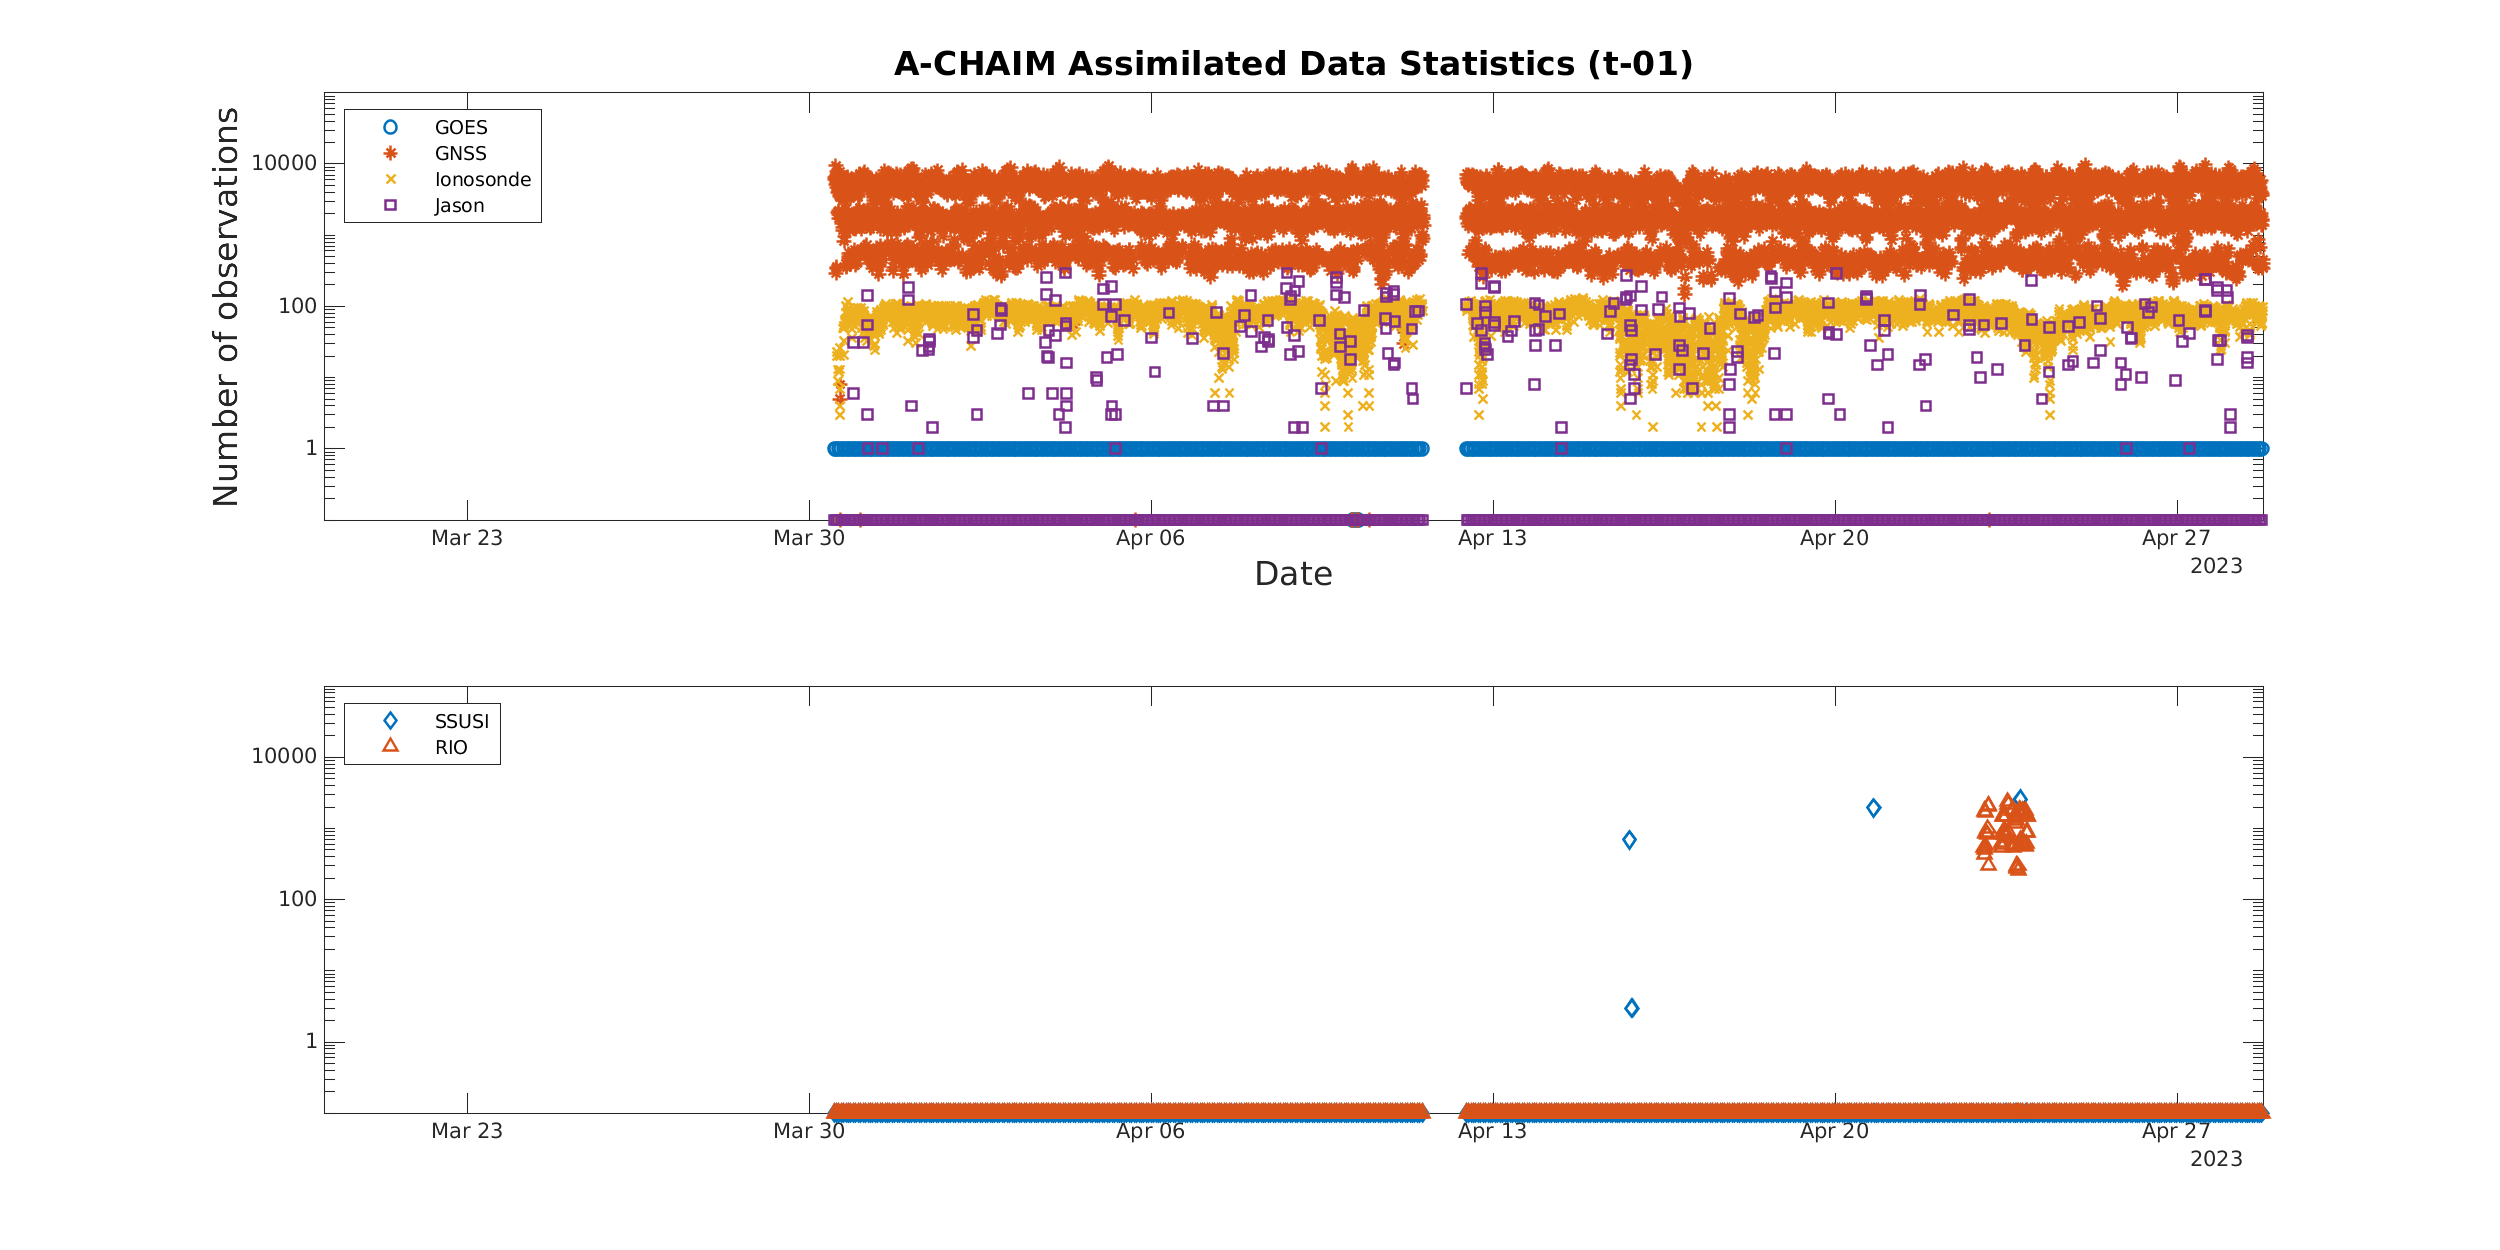 A-CHAIM Assimilated Data Statistics (t-01)
Number of observations
GOES
GNSS
Ionosonde
Jason
10000
100
1
Mar 23 Mar 30 Apr 06 Apr 13 Apr 20 Apr 27
2023
Date
SSUSI
RIO
10000
100
1
Mar 23 Mar 30 Apr 06 Apr 13 Apr 20 Apr 27
2023